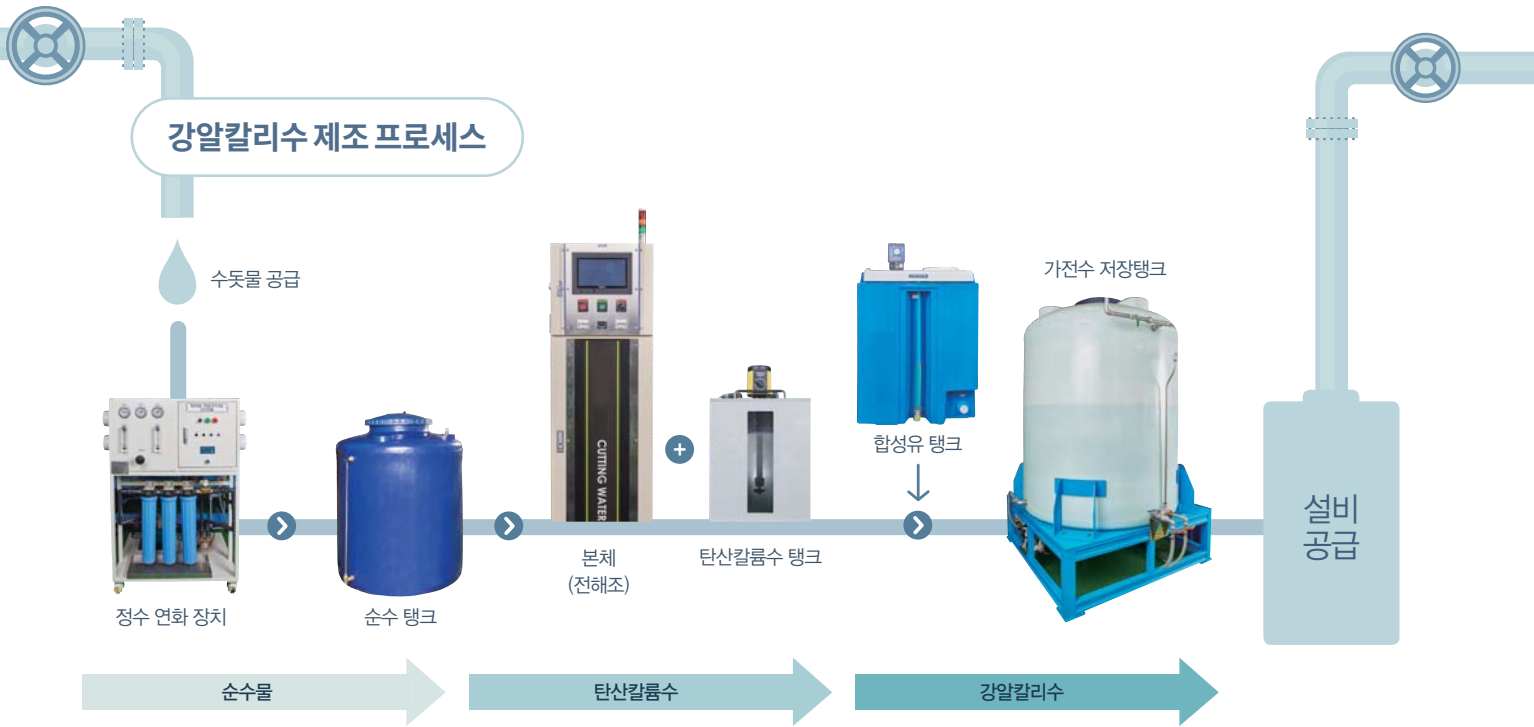 강알칼리수 제조 프로세스
수돗물 공급
가전수 저장탱크
CUTTING WATER
합성유 탱크
설비
공급
본체
(전해조)
탄산칼륨수 탱크
정수 연화 장치
순수 탱크
순수물
탄산칼륨수
강알칼리수